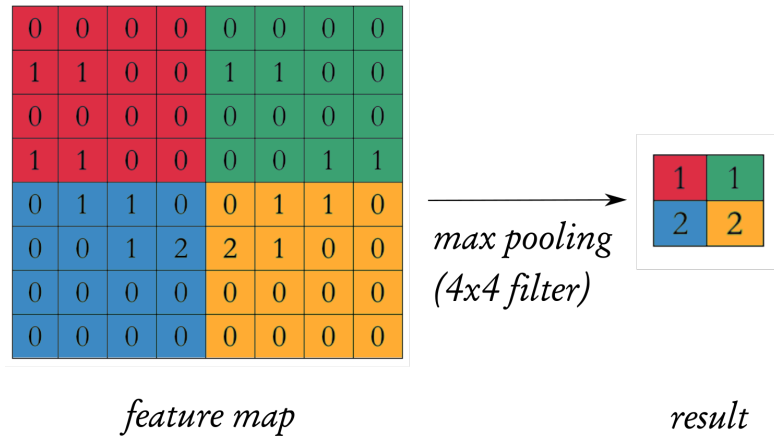 0 0 0 0 0 0 0 0
1 1 0 0 1 1 0 0
0 0 0 0 0 0 0 0
1 1 0 0 0 0 1 1
0 1 1 0 0 1 1 0
0 0 1 2 2 1 0 0
0 0 0 0 0 0 0 0
0 0 0 0 0 0 0 0
feature map
max pooling
(4x4 filter)
1 1
2 2
result